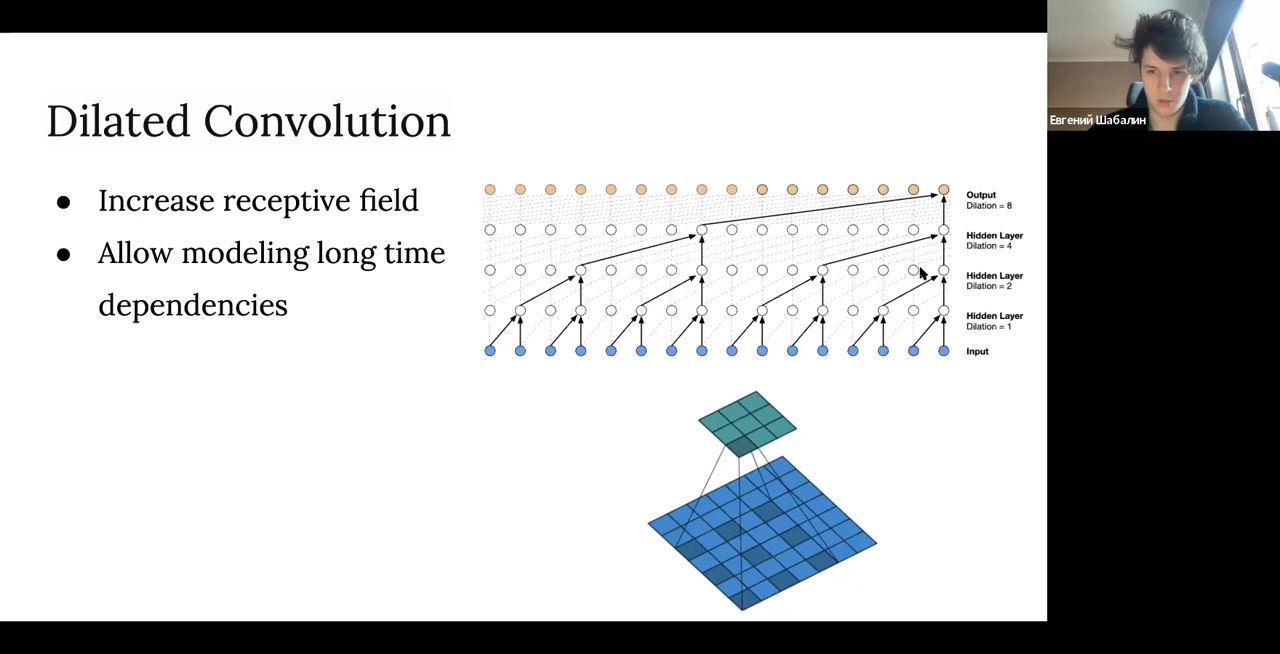 Dilated Convolution
● Increase receptive field
● Allow modeling long time
dependencies
Output
Dilation = 8
Hidden Layer
Dilation = 4
Hidden Layer
Dilation = 2
Hidden Layer
Dilation = 1
Input
Евгений Шабалин